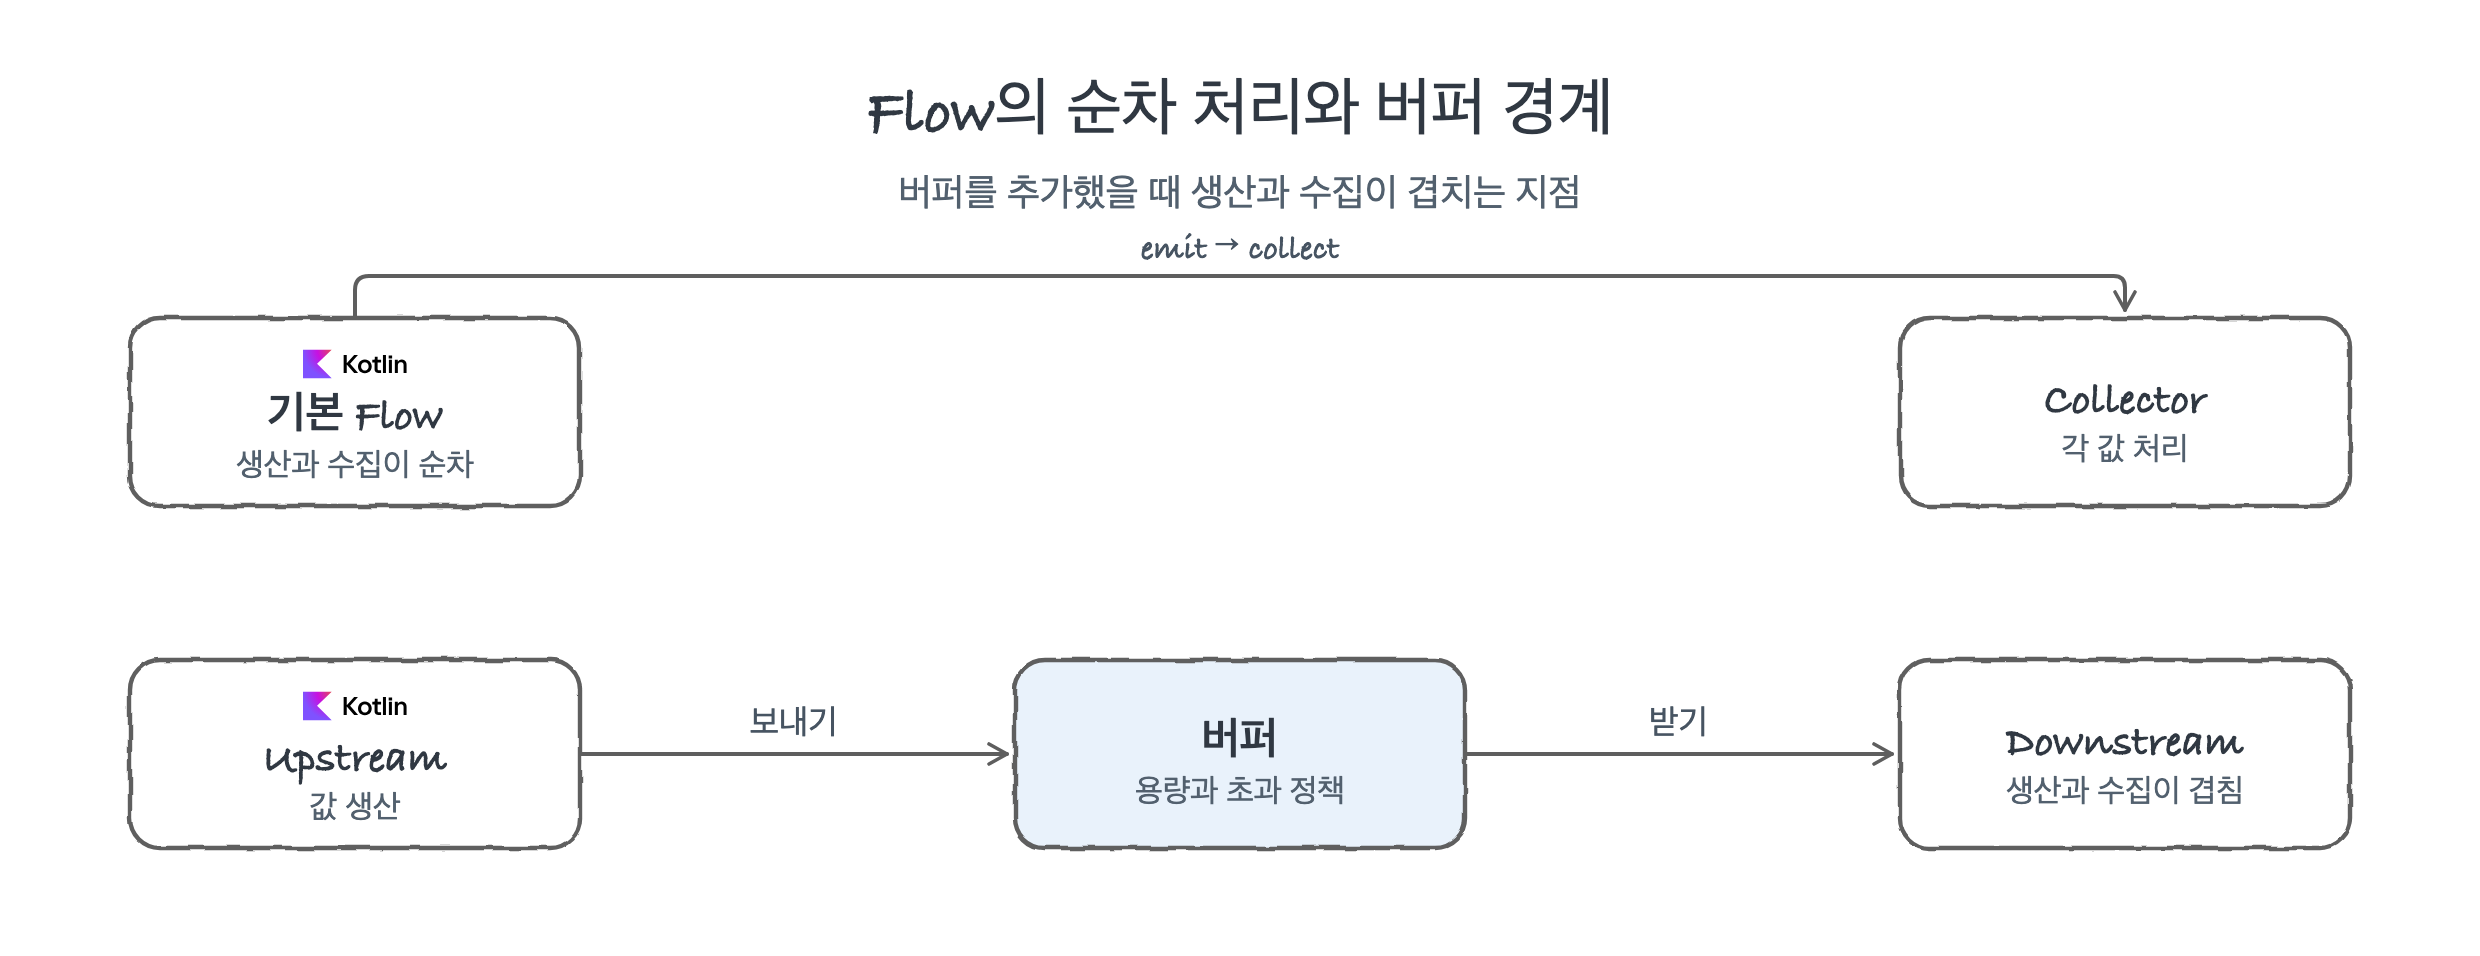 Flow의 순차 처리와 버퍼 경계
버퍼를 추가했을 때 생산과 수집이 겹치는 지점
emit → collect
Kotlin
기본 Flow
생산과 수집이 순차
Collector
각 값 처리
Kotlin
Upstream
값 생산
보내기
버퍼
용량과 초과 정책
받기
Downstream
생산과 수집이 겹침